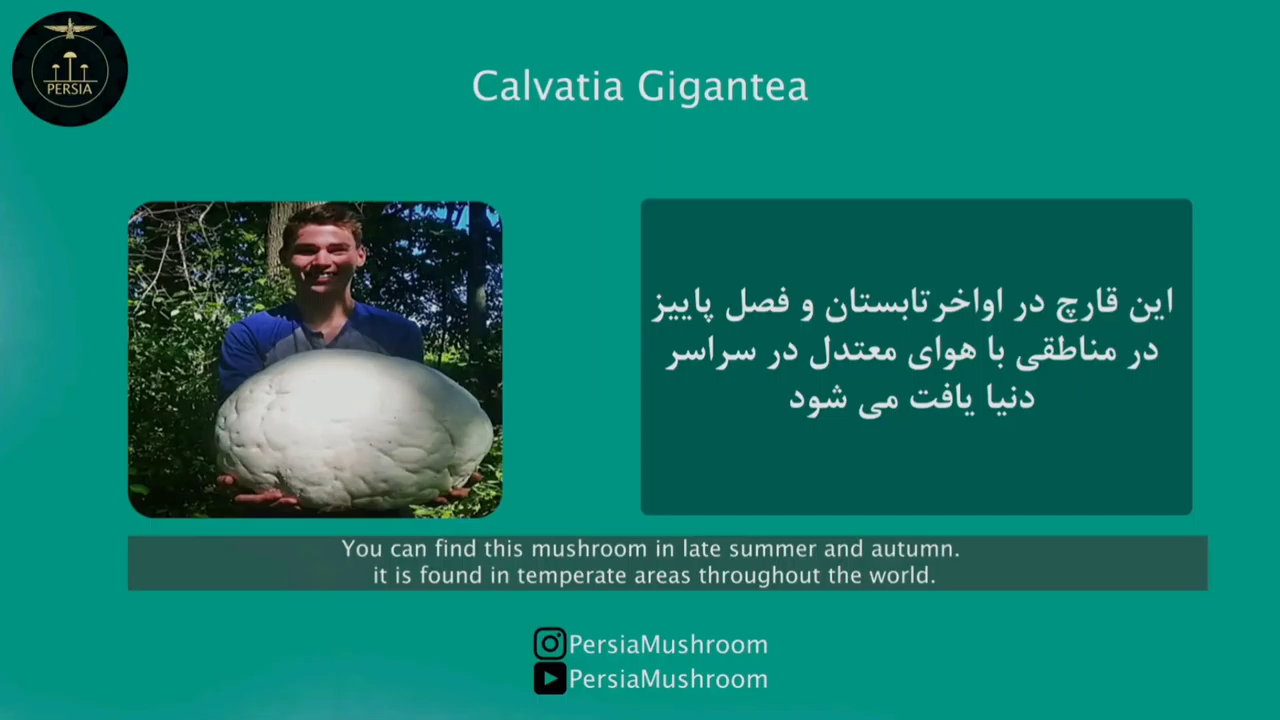 PERSIA
Calvatia Gigantea
این قارچ در اواخر تابستان و فصل پاییز
در مناطقی با هوای معتدل در سراسر
دنیا یافت می شود
You can find this mushroom in late summer and autumn.
it is found in temperate areas throughout the world.
PersiaMushroom
PersiaMushroom